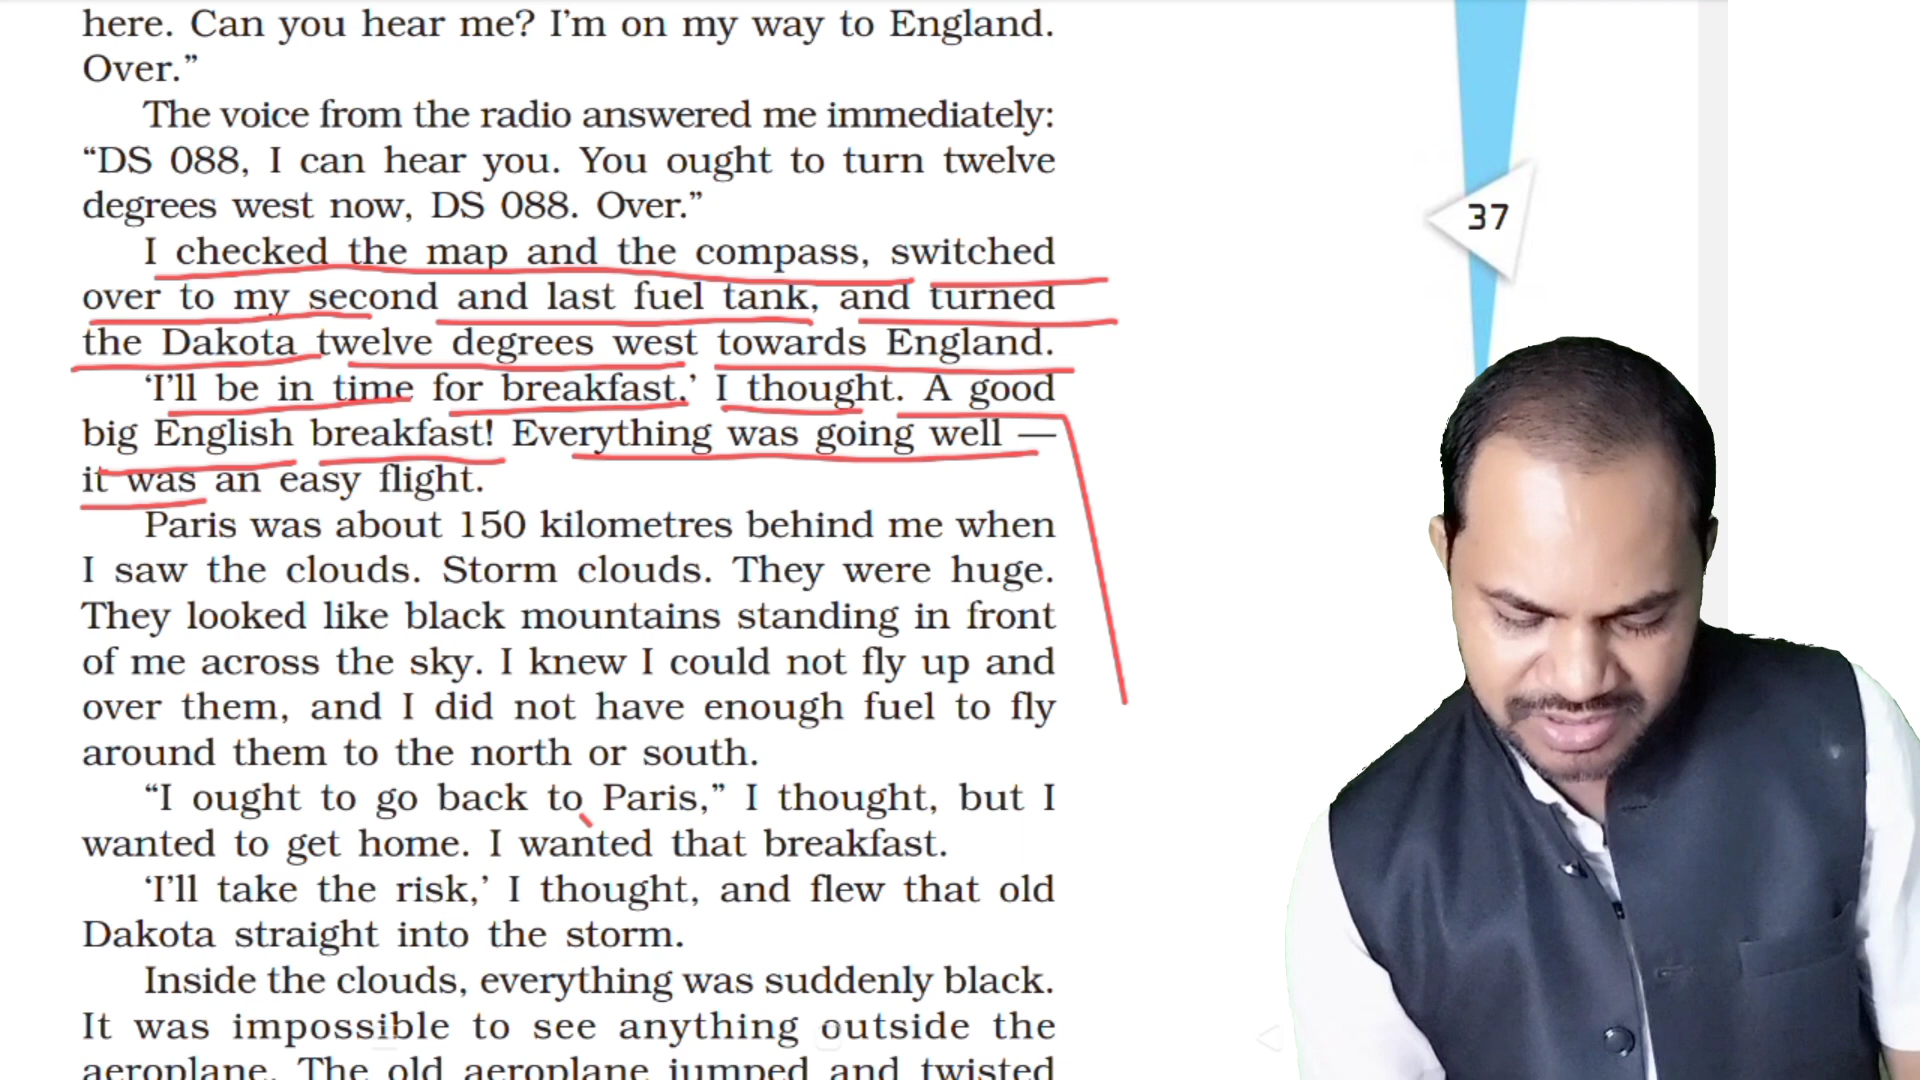 here. Can you hear me? I’m on my way to England.
Over.”
The voice from the radio answered me immediately:
“DS 088, I can hear you. You ought to turn twelve
degrees west now, DS 088. Over.”
I checked the map and the compass, switched
over to my second and last fuel tank, and turned
the Dakota twelve degrees west towards England.
‘I’ll be in time for breakfast,’ I thought. A good
big English breakfast! Everything was going well —
it was an easy flight.
Paris was about 150 kilometres behind me when
I saw the clouds. Storm clouds. They were huge.
They looked like black mountains standing in front
of me across the sky. I knew I could not fly up and
over them, and I did not have enough fuel to fly
around them to the north or south.
“I ought to go back to Paris,” I thought, but I
wanted to get home. I wanted that breakfast.
‘I’ll take the risk,’ I thought, and flew that old
Dakota straight into the storm.
Inside the clouds, everything was suddenly black.
It was impossible to see anything outside the
aeroplane. The old aeroplane jumped and twisted
37